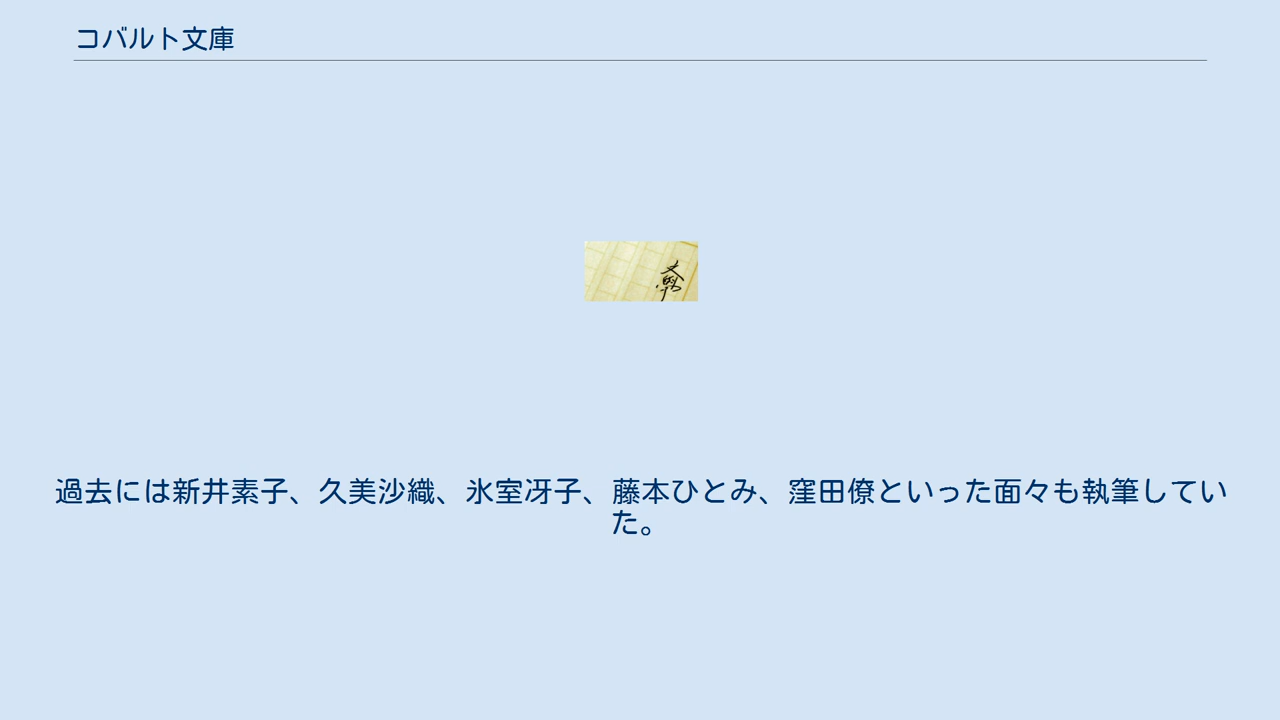 コバルト文庫
過去には新井素子、久美沙織、氷室冴子、藤本ひとみ、窪田僚といった面々も執筆してい
た。